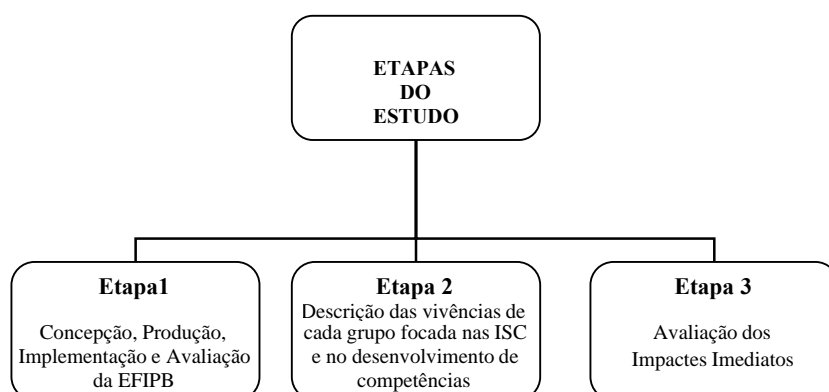 ETAPAS
DO
ESTUDO
Etapa1
Concepção, Produção,
Implementação e Avaliação
da EFIPB
Etapa 2
Descrição das vivências de
cada grupo focada nas ISC
e no desenvolvimento de
competências
Etapa 3
Avaliação dos
Impactes Imediatos